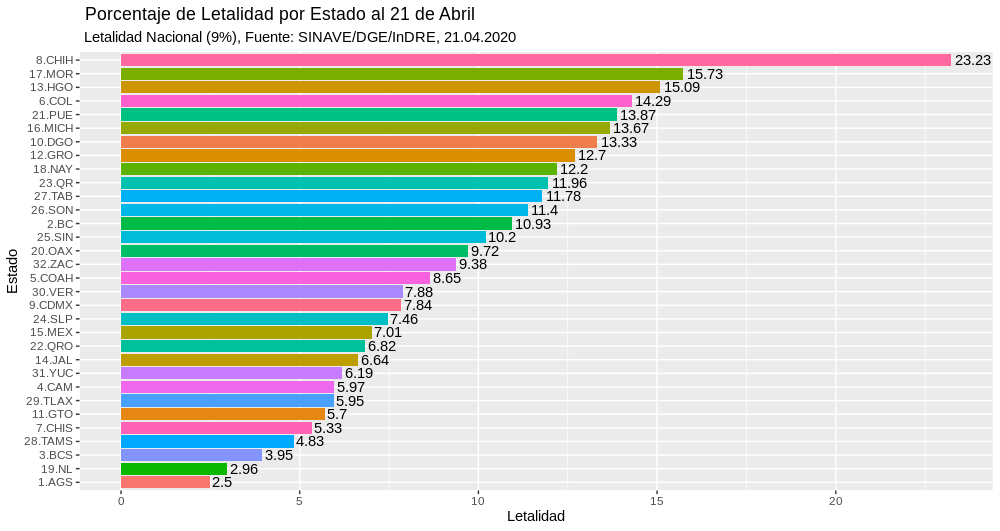 Porcentaje de Letalidad por Estado al 21 de Abril
Letalidad Nacional (9%), Fuente: SINAVE/DGE/InDRE, 21.04.2020
Estado
8.CHIH 23.23
17.MOR 15.73
13.HGO 15.09
6.COL 14.29
21.PUE 13.87
16.MICH 13.67
10.DGO 13.33
12.GRO 12.7
18.NAY 12.2
23.QR 11.96
27.TAB 11.78
26.SON 11.4
2.BC 10.93
25.SIN 10.2
20.OAX 9.72
32.ZAC 9.38
5.COAH 8.65
30.VER 7.88
9.CDMX 7.84
24.SLP 7.46
15.MEX 7.01
22.QRO 6.82
14.JAL 6.64
31.YUC 6.19
4.CAM 5.97
29.TLAX 5.95
11.GTO 5.7
7.CHIS 5.33
28.TAMS 4.83
3.BCS 3.95
19.NL 2.96
1.AGS 2.5
0 5 10 15 20
Letalidad